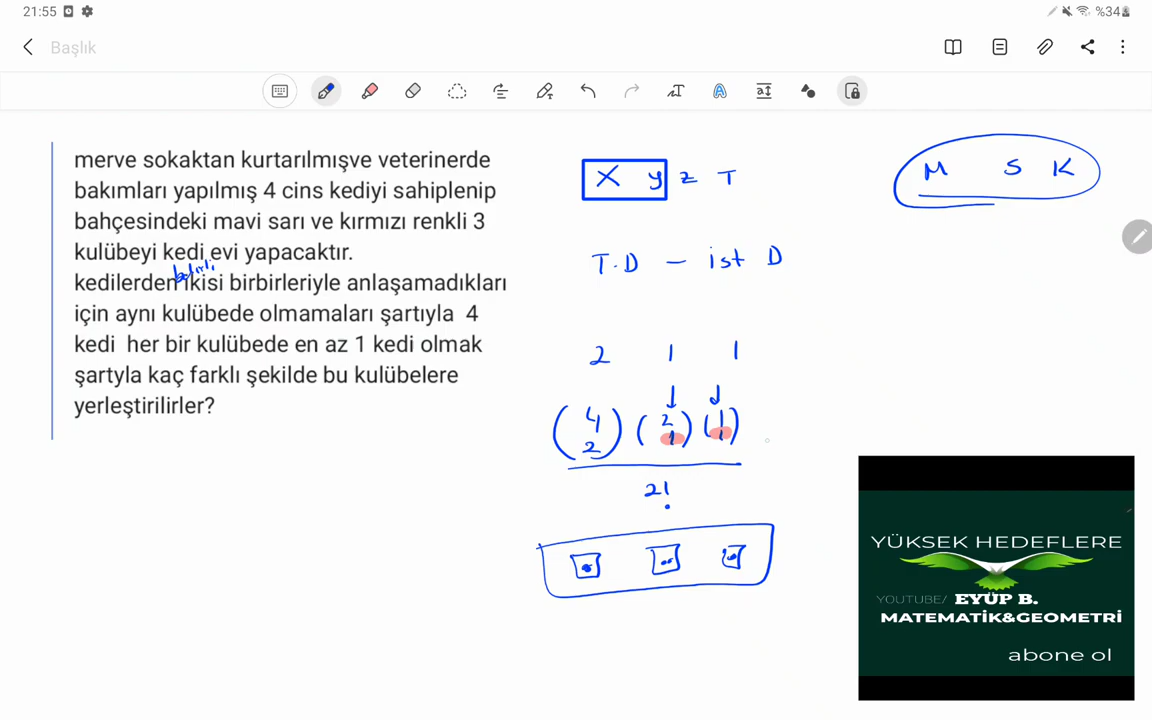 21:55
%34
Başlık
merve sokaktan kurtarılmışve veterinerde
bakımları yapılmış 4 cins kediyi sahiplenip
bahçesindeki mavi sarı ve kırmızı renkli 3
kulübeyi kedi evi yapacaktır.
belirli
kedilerden ikisi birbirleriyle anlaşamadıkları
için aynı kulübede olmamaları şartıyla 4
kedi her bir kulübede en az 1 kedi olmak
şartyla kaç farklı şekilde bu kulübelere
yerleştirilirler?
X y z T
M S K
T.D - ist D
2 1 1
(4 2) (2 1) (1 1)
2!
YÜKSEK HEDEFLERE
YOUTUBE/ EYÜP B.
MATEMATİK&GEOMETRİ
abone ol